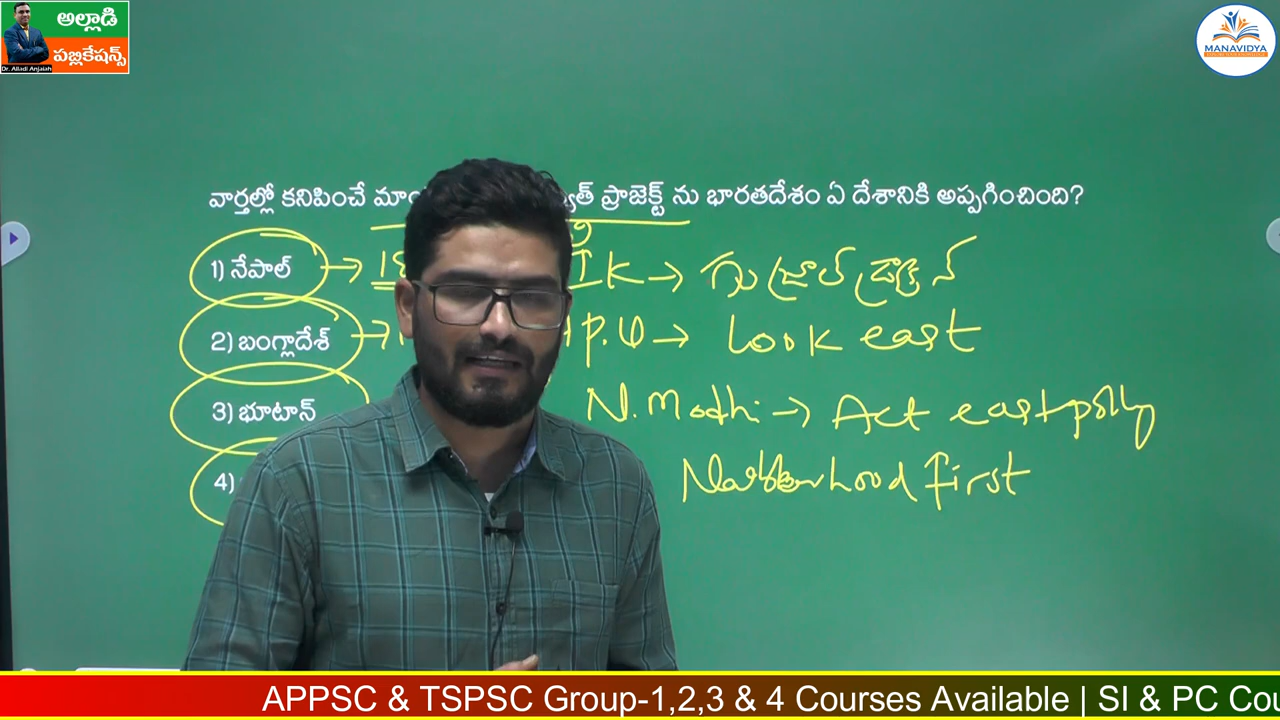 అల్లాడి
పబ్లికేషన్స్
Dr. Alladi Anjaiah
MANAVIDYA
వార్తల్లో కనిపించే ప్రాజెక్ట్ ను భారతదేశం ఏ దేశానికి అప్పగించింది?
1) నేపాల్ → I K → గుజ్రాల్ డాక్ట్రిన్
2) బంగ్లాదేశ్ → P.V → Look east
3) భూటాన్ N. Modhi → Act east policy
4) first
APPSC & TSPSC Group-1,2,3 & 4 Courses Available | SI & PC Cou